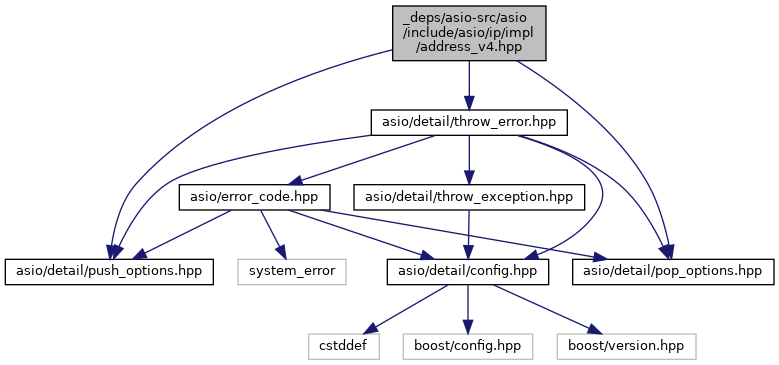 _deps/asio-src/asio
/include/asio/ip/impl
/address_v4.hpp
asio/detail/throw_error.hpp
asio/error_code.hpp
asio/detail/throw_exception.hpp
asio/detail/push_options.hpp
system_error
asio/detail/config.hpp
asio/detail/pop_options.hpp
cstddef
boost/config.hpp
boost/version.hpp